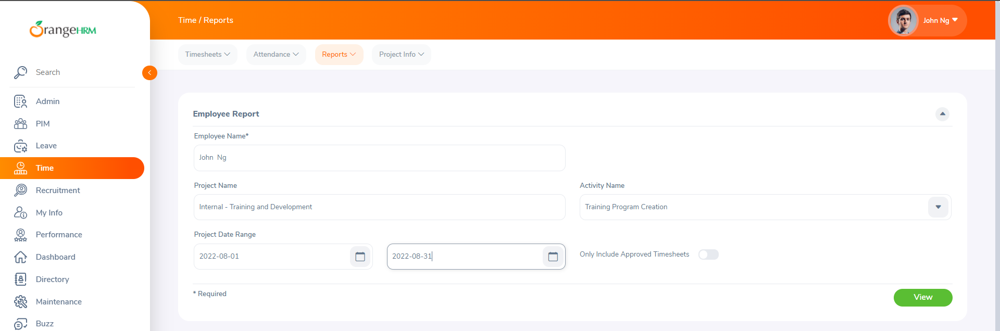 Time / Reports
John Ng
OrangeHRM
Timesheets
Attendance
Reports
Project Info
Search
Admin
PIM
Leave
Time
Recruitment
My Info
Performance
Dashboard
Directory
Maintenance
Buzz
Employee Report
Employee Name*
John  Ng
Project Name
Activity Name
Internal - Training and Development
Training Program Creation
Project Date Range
2022-08-01
2022-08-31
Only Include Approved Timesheets
* Required
View